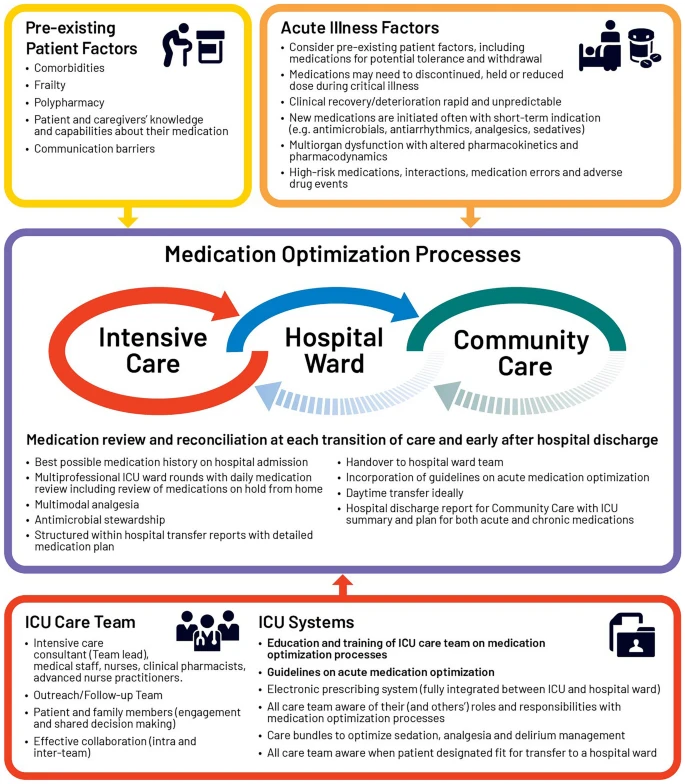 Pre-existing
Patient Factors
• Comorbidities
• Frailty
• Polypharmacy
• Patient and caregivers' knowledge
and capabilities about their medication
• Communication barriers
Acute Illness Factors
• Consider pre-existing patient factors, including
medications for potential tolerance and withdrawal
• Medications may need to discontinued, held or reduced
dose during critical illness
• Clinical recovery/deterioration rapid and unpredictable
• New medications are initiated often with short-term indication
(e.g. antimicrobials, antiarrhythmics, analgesics, sedatives)
• Multiorgan dysfunction with altered pharmacokinetics and
pharmacodynamics
• High-risk medications, interactions, medication errors and adverse
drug events
Medication Optimization Processes
Intensive
Care
Hospital
Ward
Community
Care
Medication review and reconciliation at each transition of care and early after hospital discharge
• Best possible medication history on hospital admission
• Multiprofessional ICU ward rounds with daily medication
review including review of medications on hold from home
• Multimodal analgesia
• Antimicrobial stewardship
• Structured within hospital transfer reports with detailed
medication plan
• Handover to hospital ward team
• Incorporation of guidelines on acute medication optimization
• Daytime transfer ideally
• Hospital discharge report for Community Care with ICU
summary and plan for both acute and chronic medications
ICU Care Team
• Intensive care
consultant (Team lead),
medical staff, nurses, clinical pharmacists,
advanced nurse practitioners.
• Outreach/Follow-up Team
• Patient and family members (engagement
and shared decision making)
• Effective collaboration (intra and
inter-team)
ICU Systems
• Education and training of ICU care team on medication
optimization processes
• Guidelines on acute medication optimization
• Electronic prescribing system (fully integrated between ICU and hospital ward)
• All care team aware of their (and others') roles and responsibilities with
medication optimization processes
• Care bundles to optimize sedation, analgesia and delirium management
• All care team aware when patient designated fit for transfer to a hospital ward